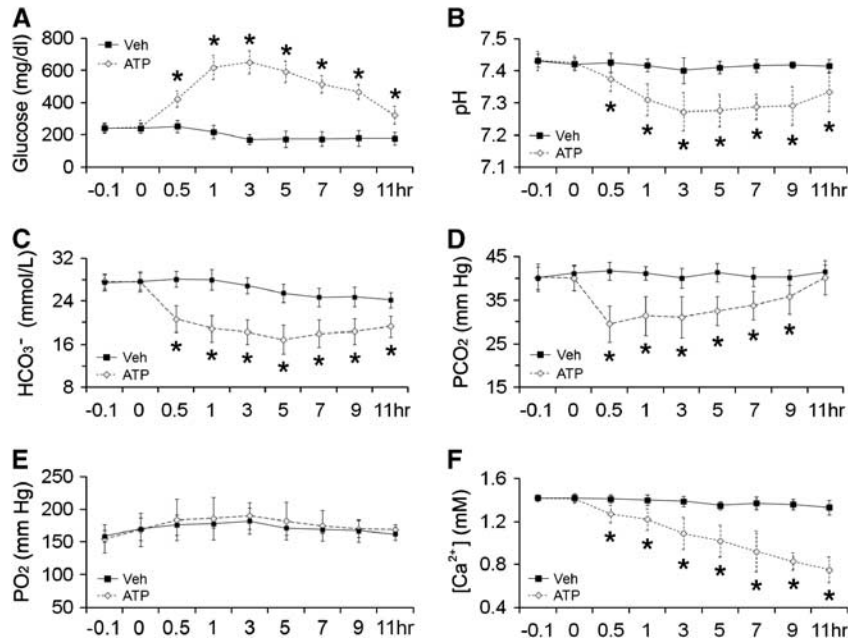 A
Glucose (mg/dl)
800
600
400
200
0
Veh
ATP
* * * * * * *
-0.1 0 0.5 1 3 5 7 9 11hr
B
pH
7.5
7.4
7.3
7.2
7.1
Veh
ATP
* * * * * * *
-0.1 0 0.5 1 3 5 7 9 11hr
C
HCO₃⁻ (mmol/L)
32
28
24
20
16
12
8
Veh
ATP
* * * * * * *
-0.1 0 0.5 1 3 5 7 9 11hr
D
PCO₂ (mm Hg)
45
35
25
15
Veh
ATP
* * * * * *
-0.1 0 0.5 1 3 5 7 9 11hr
E
PO₂ (mm Hg)
250
200
150
100
50
Veh
ATP
-0.1 0 0.5 1 3 5 7 9 11hr
F
[Ca²⁺] (mM)
1.6
1.2
0.8
0.4
Veh
ATP
* * * * * * *
-0.1 0 0.5 1 3 5 7 9 11hr